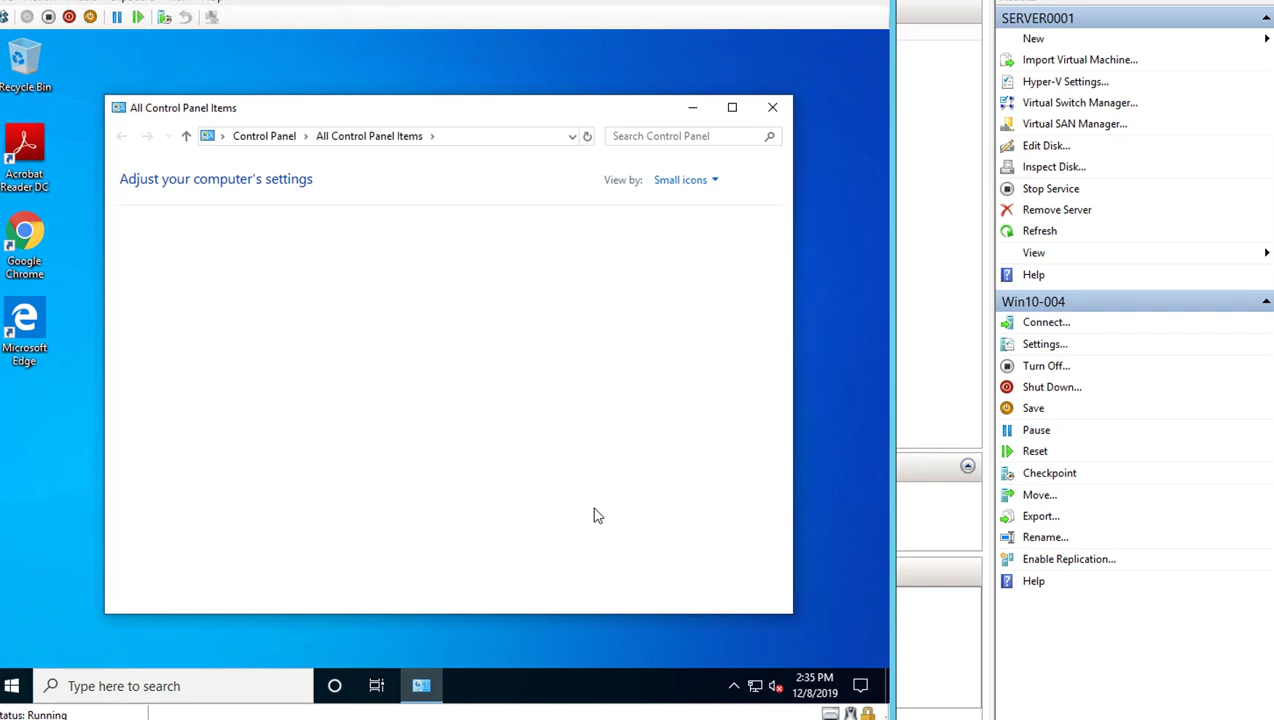 Recycle Bin
Acrobat
Reader DC
Google
Chrome
Microsoft
Edge
All Control Panel Items
Control Panel
All Control Panel Items
Search Control Panel
Adjust your computer's settings
View by:
Small icons
Type here to search
2:35 PM
12/8/2019
tatus: Running
SERVER0001
New
Import Virtual Machine...
Hyper-V Settings...
Virtual Switch Manager...
Virtual SAN Manager...
Edit Disk...
Inspect Disk...
Stop Service
Remove Server
Refresh
View
Help
Win10-004
Connect...
Settings...
Turn Off...
Shut Down...
Save
Pause
Reset
Checkpoint
Move...
Export...
Rename...
Enable Replication...
Help